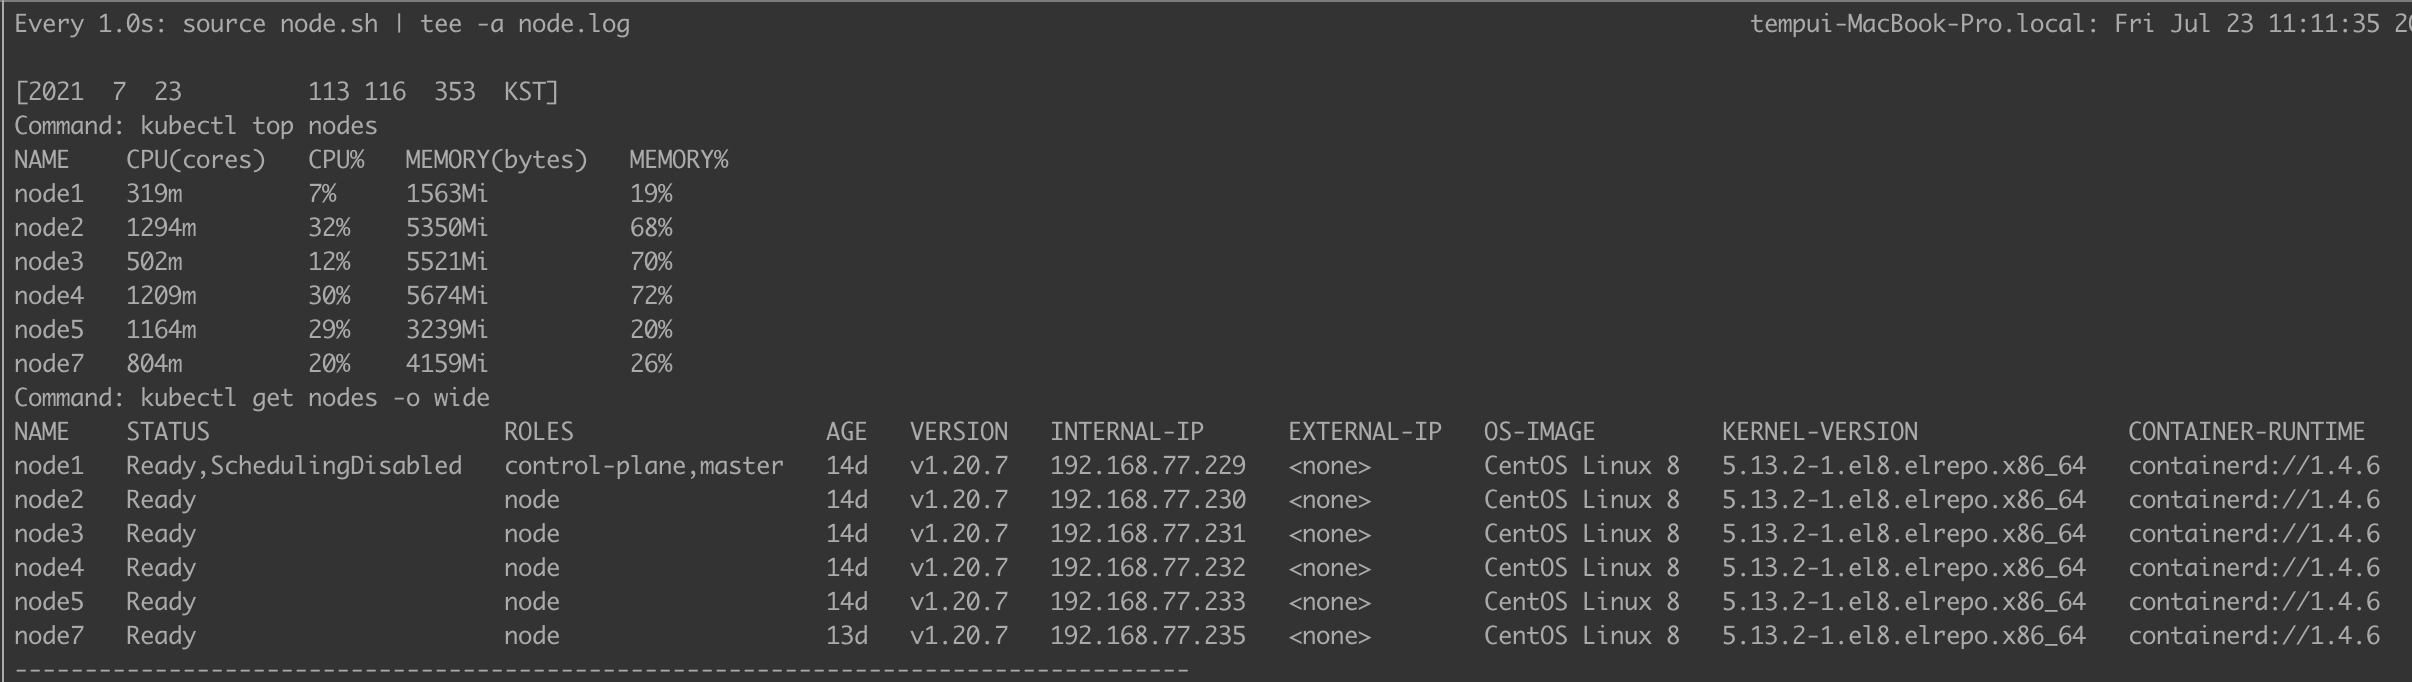 Every 1.0s: source node.sh | tee -a node.log                                                                                tempui-MacBook-Pro.local: Fri Jul 23 11:11:35 20
[2021  7  23         113 116  353  KST]
Command: kubectl top nodes
NAME    CPU(cores)   CPU%   MEMORY(bytes)   MEMORY%
node1   319m         7%     1563Mi          19%
node2   1294m        32%    5350Mi          68%
node3   502m         12%    5521Mi          70%
node4   1209m        30%    5674Mi          72%
node5   1164m        29%    3239Mi          20%
node7   804m         20%    4159Mi          26%
Command: kubectl get nodes -o wide
NAME    STATUS                     ROLES                  AGE   VERSION   INTERNAL-IP      EXTERNAL-IP   OS-IMAGE         KERNEL-VERSION               CONTAINER-RUNTIME
node1   Ready,SchedulingDisabled   control-plane,master   14d   v1.20.7   192.168.77.229   <none>        CentOS Linux 8   5.13.2-1.el8.elrepo.x86_64   containerd://1.4.6
node2   Ready                      node                   14d   v1.20.7   192.168.77.230   <none>        CentOS Linux 8   5.13.2-1.el8.elrepo.x86_64   containerd://1.4.6
node3   Ready                      node                   14d   v1.20.7   192.168.77.231   <none>        CentOS Linux 8   5.13.2-1.el8.elrepo.x86_64   containerd://1.4.6
node4   Ready                      node                   14d   v1.20.7   192.168.77.232   <none>        CentOS Linux 8   5.13.2-1.el8.elrepo.x86_64   containerd://1.4.6
node5   Ready                      node                   14d   v1.20.7   192.168.77.233   <none>        CentOS Linux 8   5.13.2-1.el8.elrepo.x86_64   containerd://1.4.6
node7   Ready                      node                   13d   v1.20.7   192.168.77.235   <none>        CentOS Linux 8   5.13.2-1.el8.elrepo.x86_64   containerd://1.4.6
------------------------------------------------------------------------------------